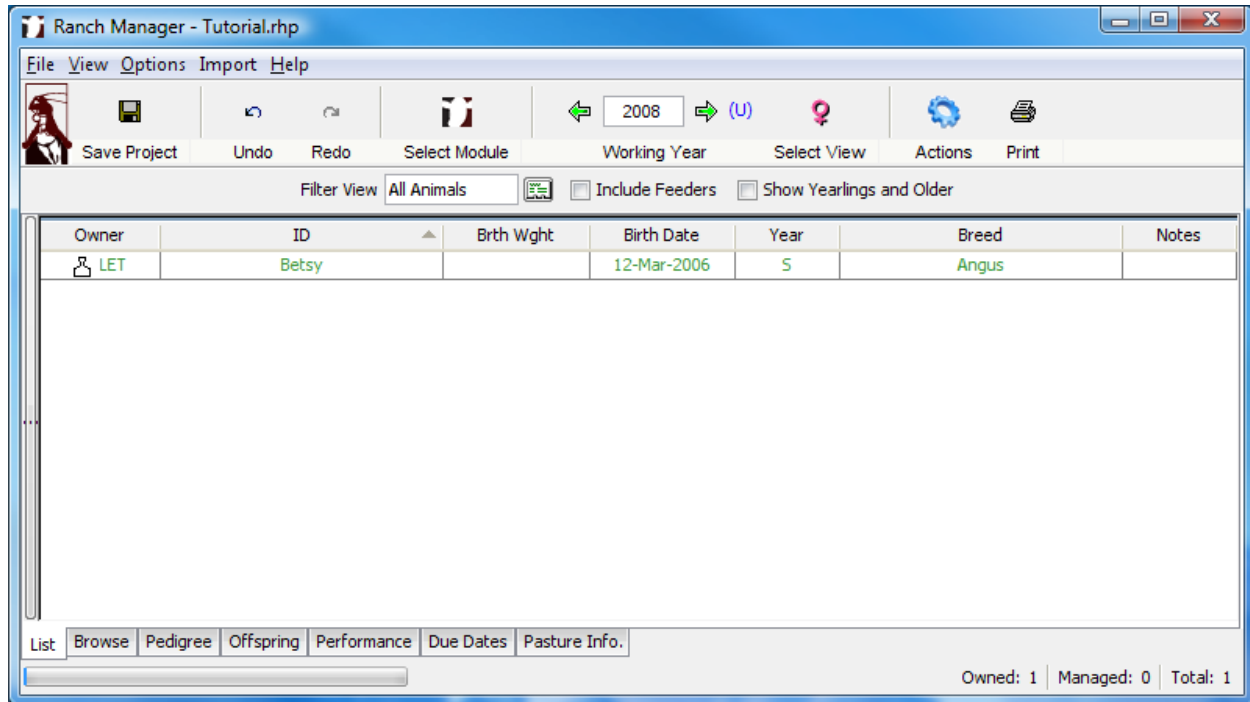 Ranch Manager - Tutorial.rhp
File View Options Import Help
2008 (U)
Save Project Undo Redo Select Module Working Year Select View Actions Print
Filter View All Animals Include Feeders Show Yearlings and Older
Owner ID Brth Wght Birth Date Year Breed Notes
LET Betsy 12-Mar-2006 S Angus
List Browse Pedigree Offspring Performance Due Dates Pasture Info.
Owned: 1 Managed: 0 Total: 1